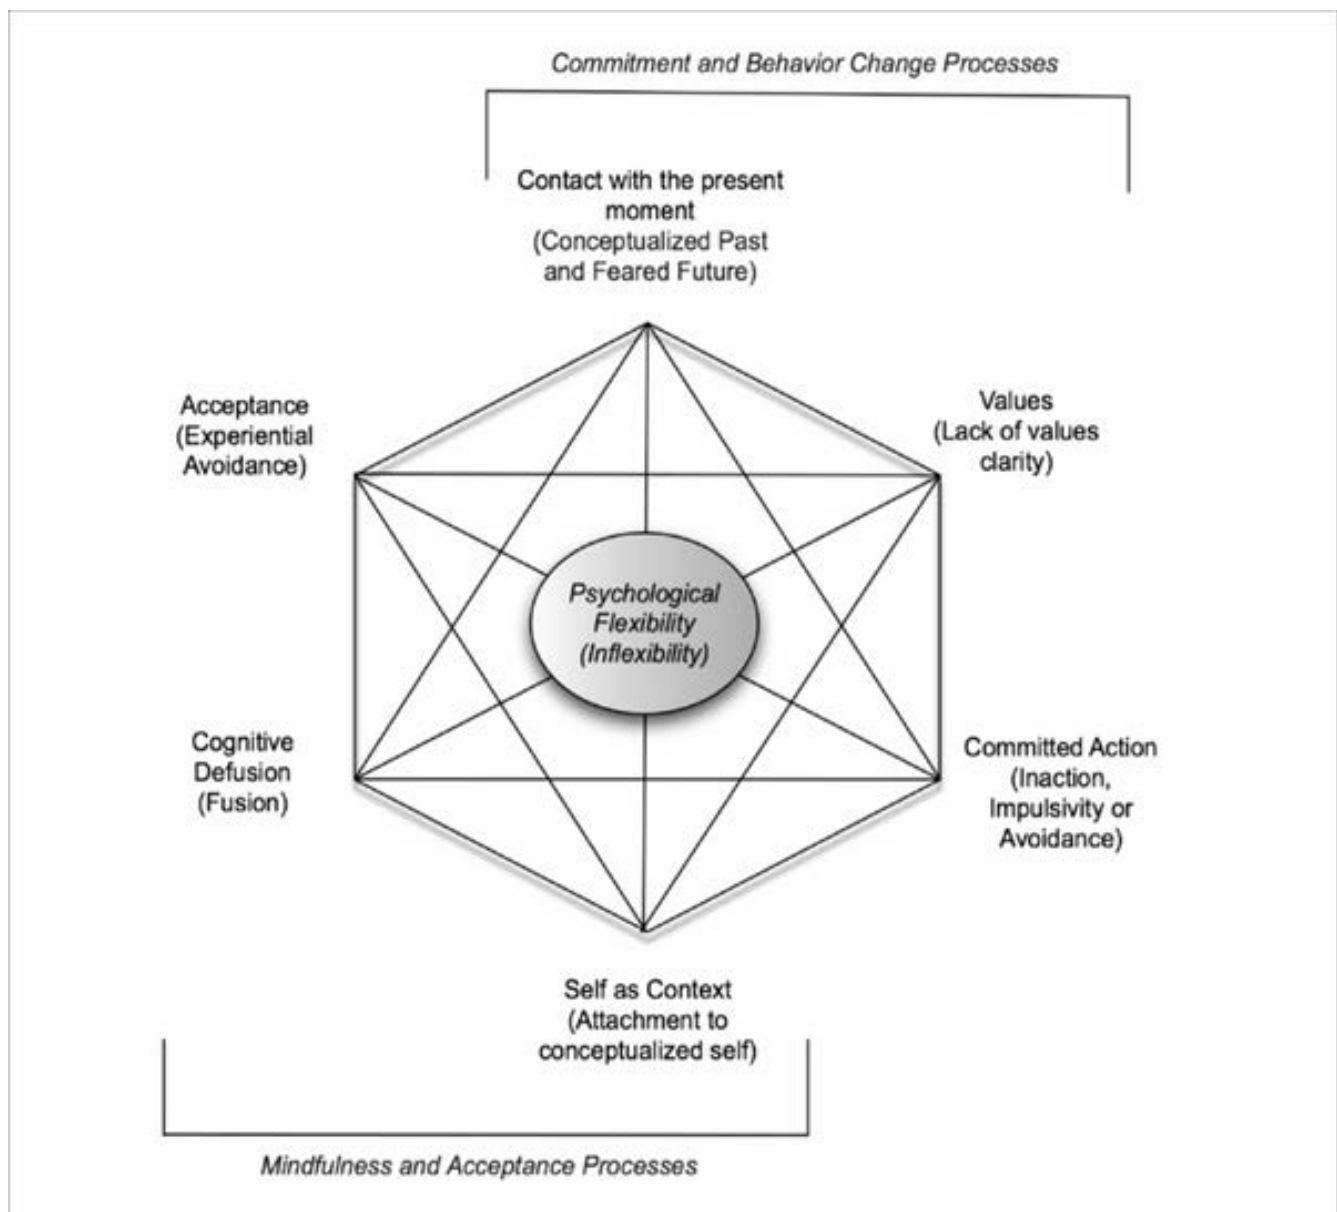 Commitment and Behavior Change Processes
Contact with the present
moment
(Conceptualized Past
and Feared Future)
Acceptance
(Experiential
Avoidance)
Values
(Lack of values
clarity)
Psychological
Flexibility
(Inflexibility)
Cognitive
Defusion
(Fusion)
Committed Action
(Inaction,
Impulsivity or
Avoidance)
Self as Context
(Attachment to
conceptualized self)
Mindfulness and Acceptance Processes